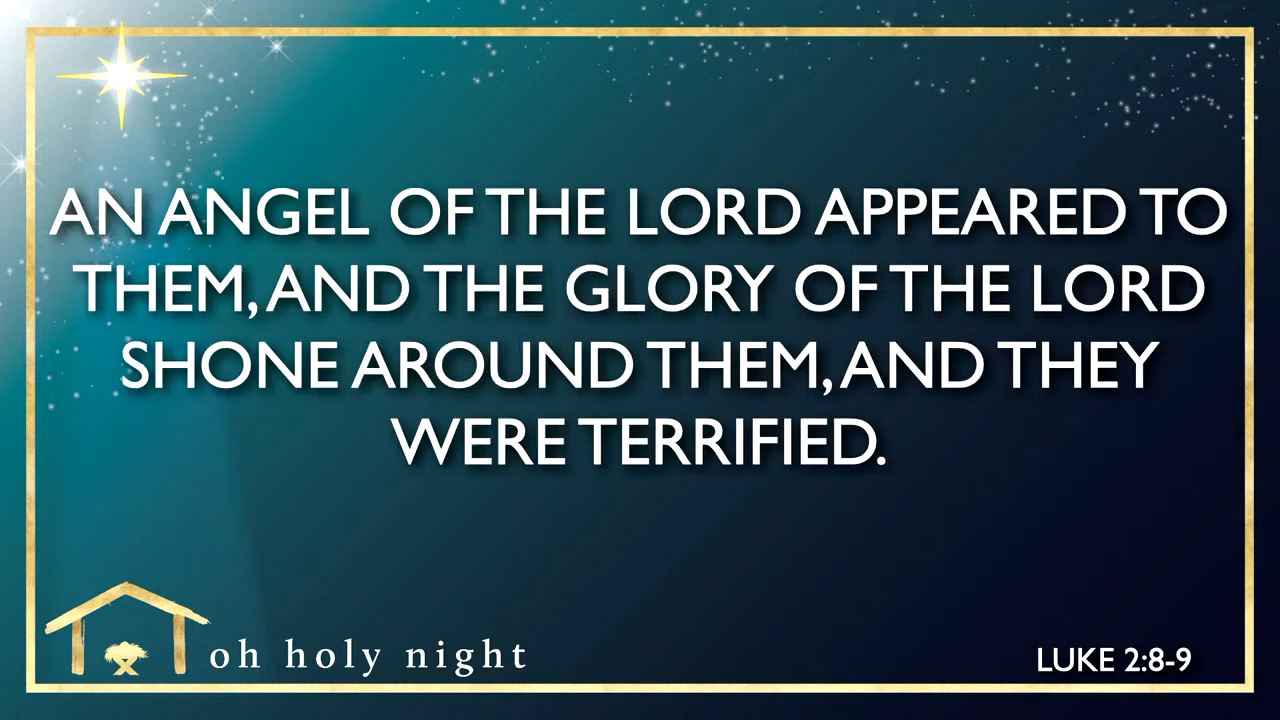 AN ANGEL OF THE LORD APPEARED TO
THEM, AND THE GLORY OF THE LORD
SHONE AROUND THEM, AND THEY
WERE TERRIFIED.
oh holy night
LUKE 2:8-9